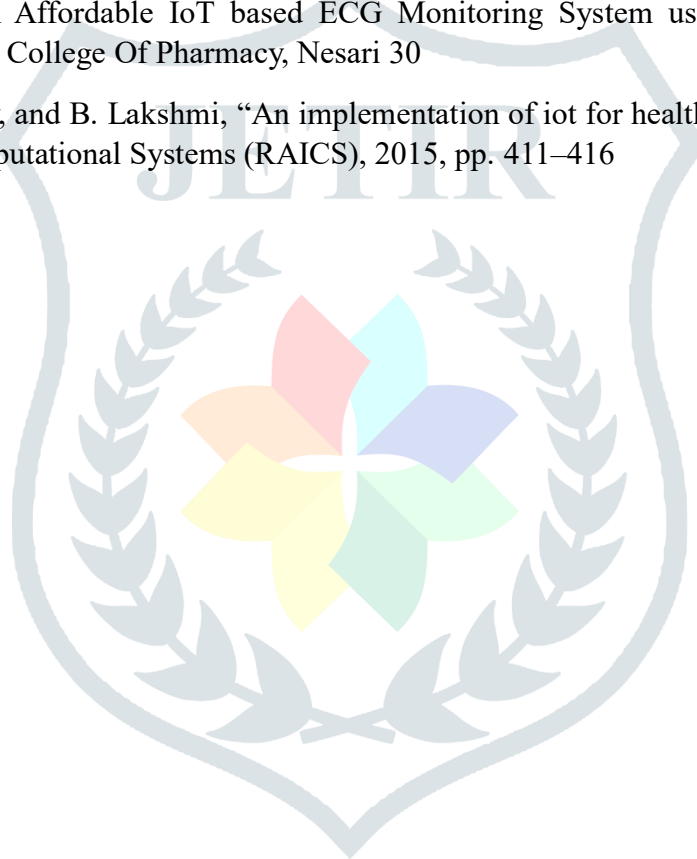 Affordable IoT based ECG Monitoring System us
College Of Pharmacy, Nesari 30
, and B. Lakshmi, “An implementation of iot for health
putational Systems (RAICS), 2015, pp. 411–416
JETIR